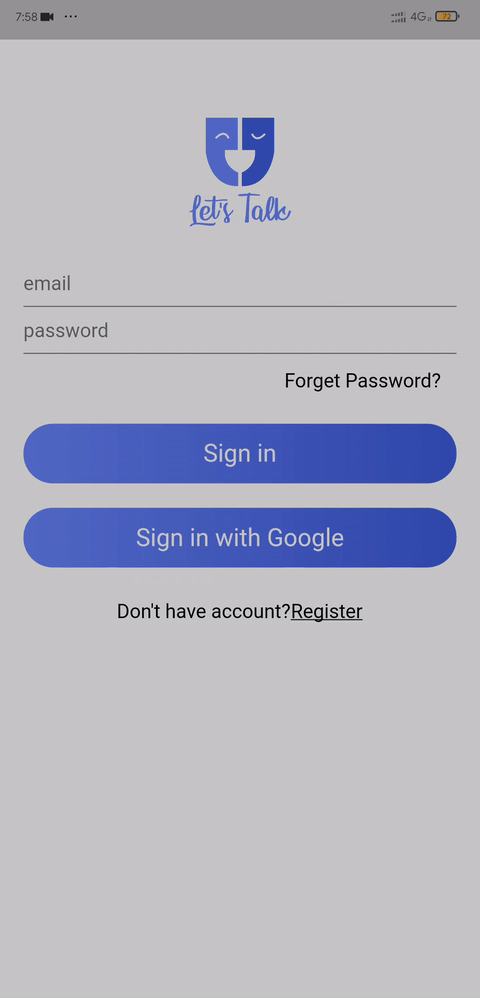 7:58 4G 72
Let's Talk
email
password
Forget Password?
Sign in
Sign in with Google
Don't have account?Register